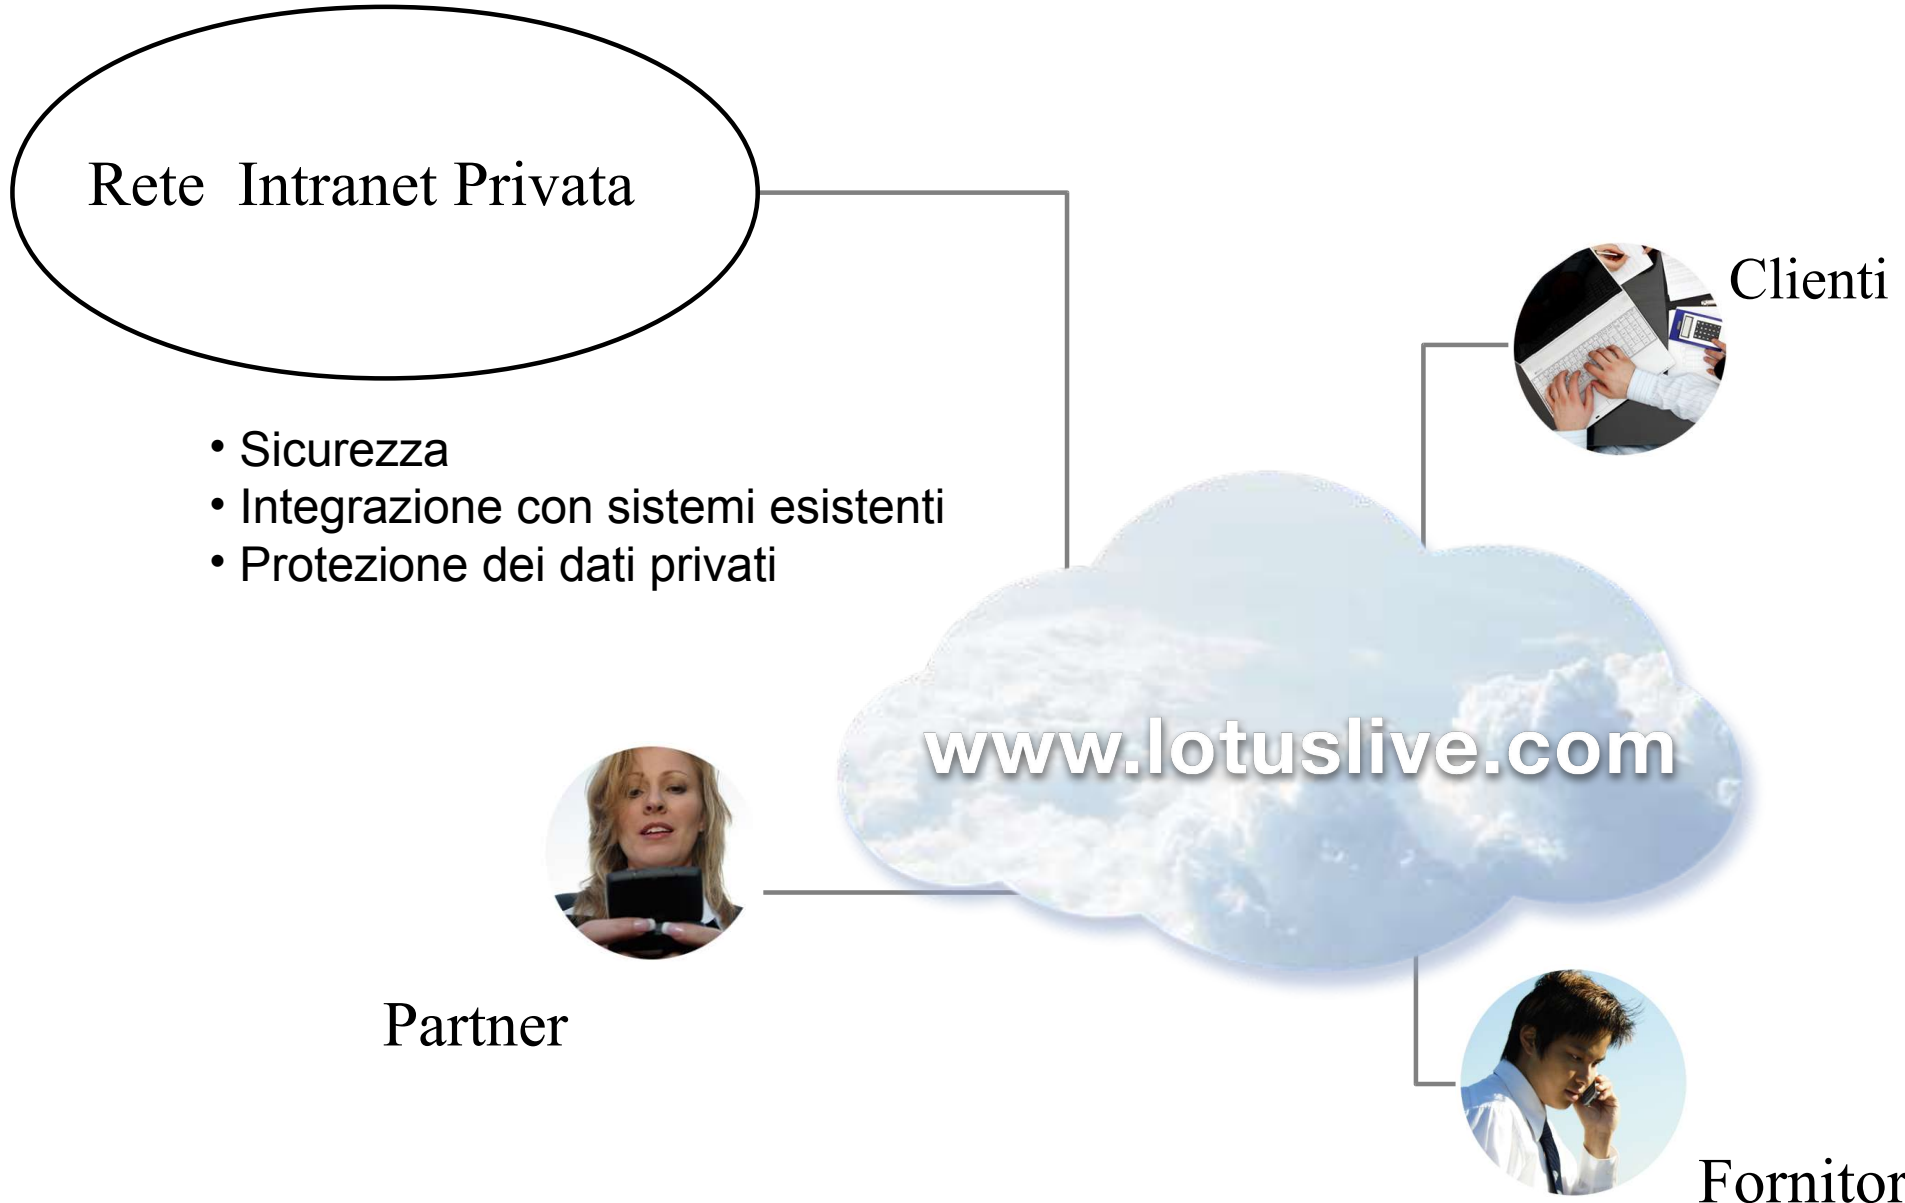 Rete Intranet Privata
Clienti
• Sicurezza
• Integrazione con sistemi esistenti
• Protezione dei dati privati
www.lotuslive.com
Partner
Fornitor